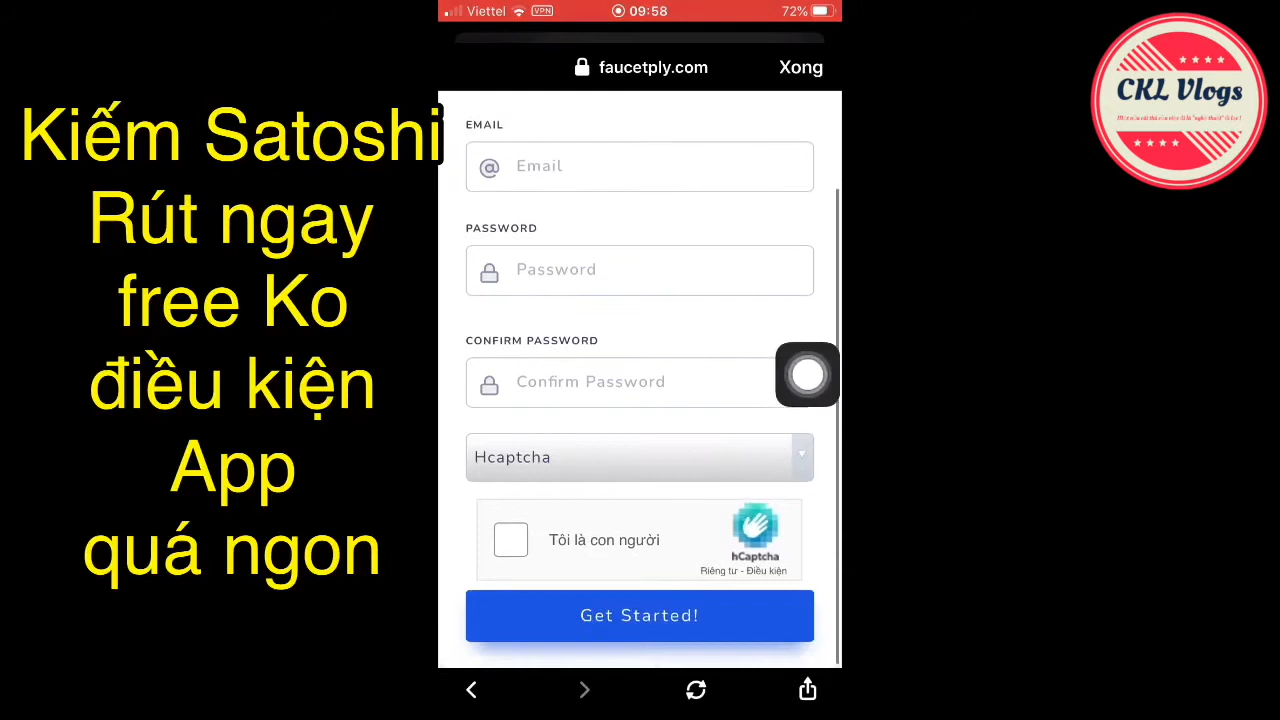 Viettel VPN 09:58 72%
faucetply.com Xong
Kiếm Satoshi
Rút ngay
free Ko
điều kiện
App
quá ngon
EMAIL
@ Email
PASSWORD
Password
CONFIRM PASSWORD
Confirm Password
Hcaptcha
Tôi là con người
hCaptcha
Riêng tư - Điều kiện
Get Started!
CKL Vlogs